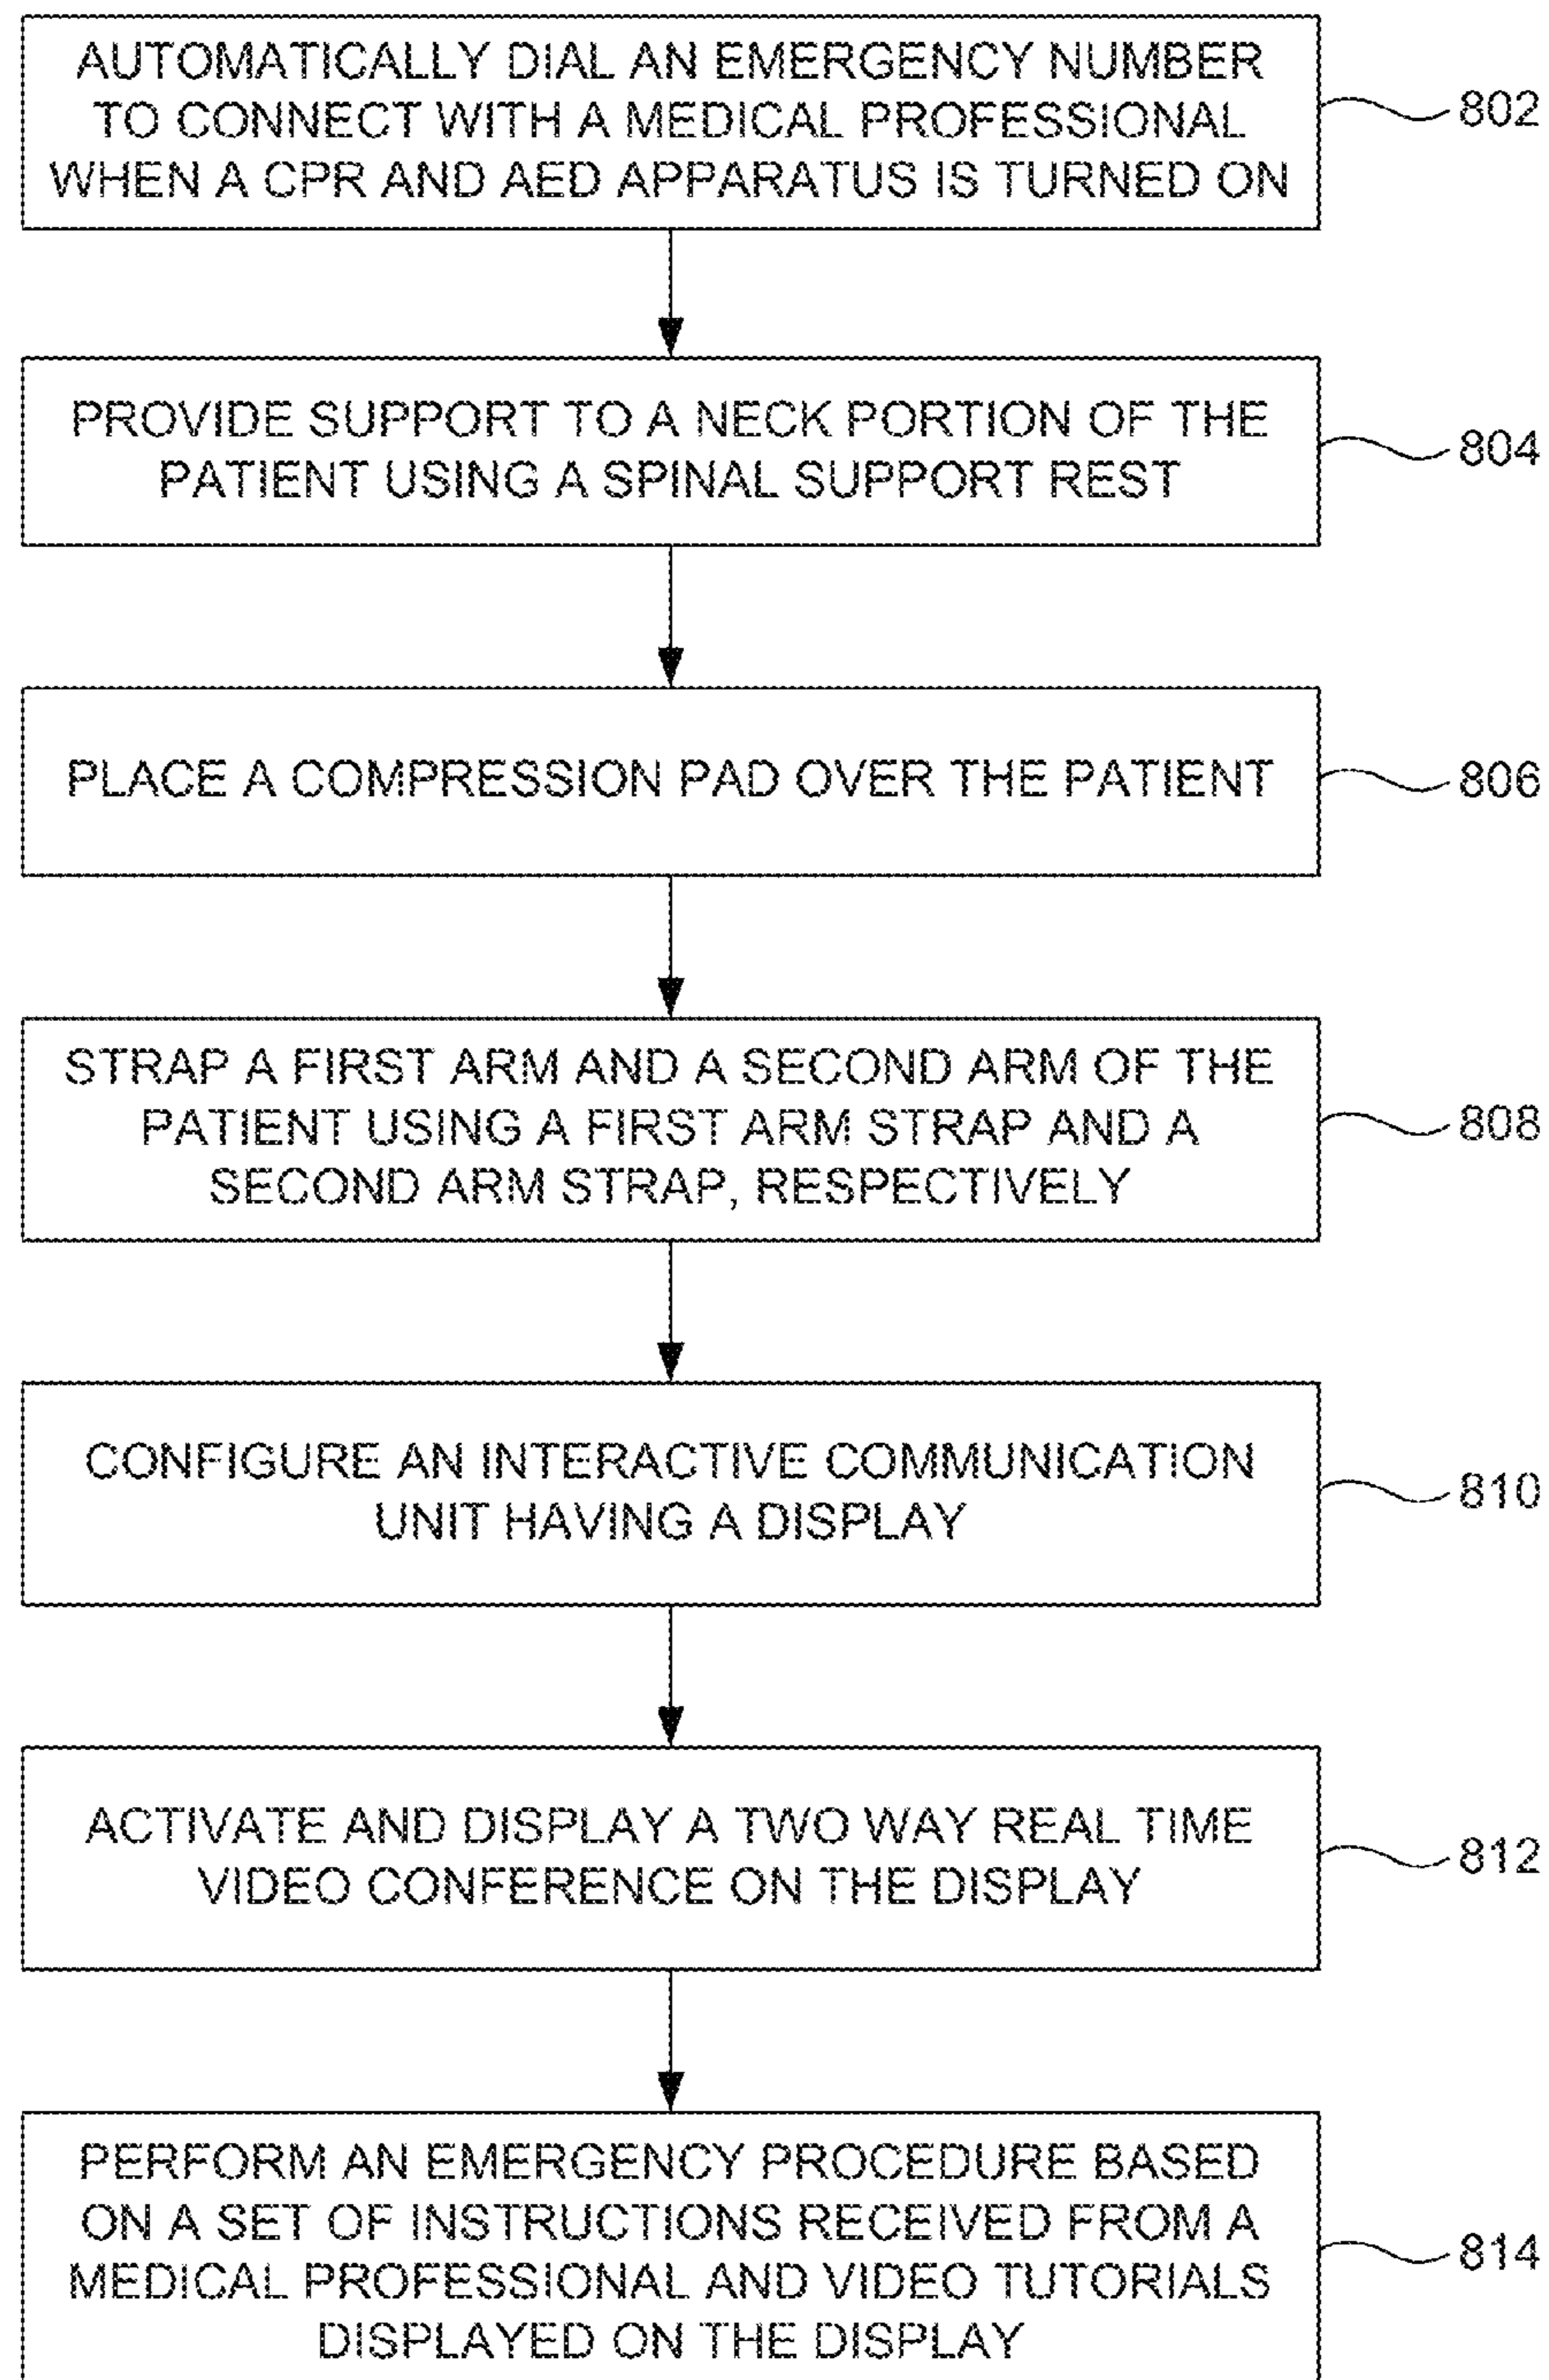 AUTOMATICALLY DIAL AN EMERGENCY NUMBER
TO CONNECT WITH A MEDICAL PROFESSIONAL
WHEN A CPR AND AED APPARATUS IS TURNED ON
802
PROVIDE SUPPORT TO A NECK PORTION OF THE
PATIENT USING A SPINAL SUPPORT REST
804
PLACE A COMPRESSION PAD OVER THE PATIENT
806
STRAP A FIRST ARM AND A SECOND ARM OF THE
PATIENT USING A FIRST ARM STRAP AND A
SECOND ARM STRAP, RESPECTIVELY
808
CONFIGURE AN INTERACTIVE COMMUNICATION
UNIT HAVING A DISPLAY
810
ACTIVATE AND DISPLAY A TWO WAY REAL TIME
VIDEO CONFERENCE ON THE DISPLAY
812
PERFORM AN EMERGENCY PROCEDURE BASED
ON A SET OF INSTRUCTIONS RECEIVED FROM A
MEDICAL PROFESSIONAL AND VIDEO TUTORIALS
DISPLAYED ON THE DISPLAY
814